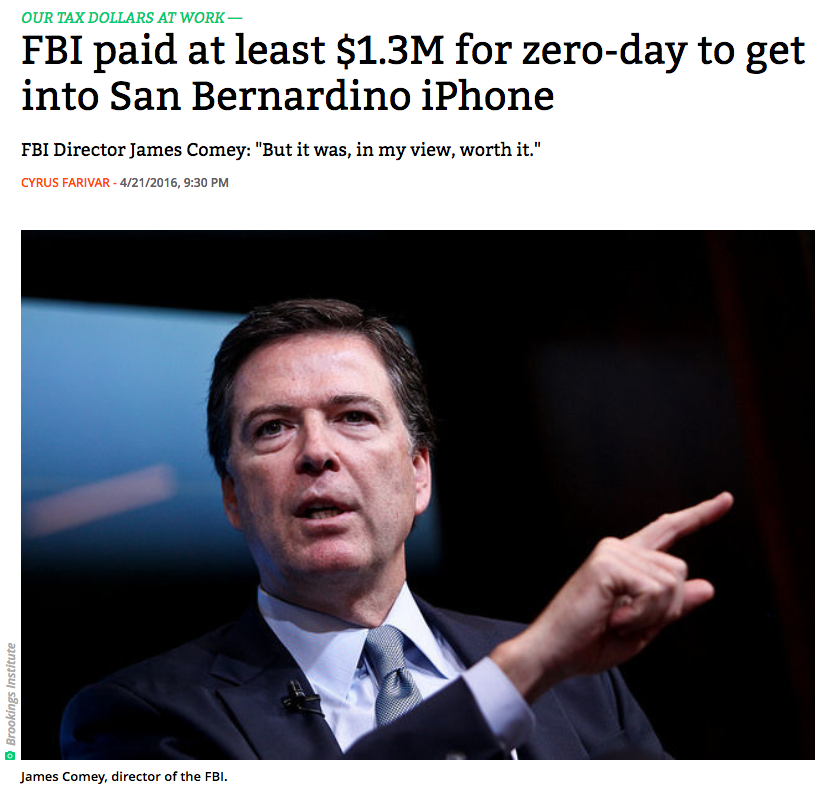 OUR TAX DOLLARS AT WORK —
FBI paid at least $1.3M for zero-day to get
into San Bernardino iPhone
FBI Director James Comey: "But it was, in my view, worth it."
CYRUS FARIVAR - 4/21/2016, 9:30 PM
Brookings Institute
James Comey, director of the FBI.